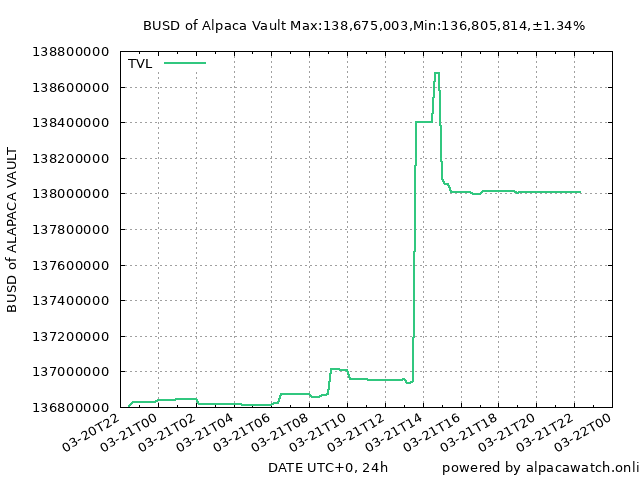 BUSD of Alpaca Vault Max:138,675,003,Min:136,805,814,±1.34%
TVL
138800000
138600000
138400000
138200000
138000000
137800000
137600000
137400000
137200000
137000000
136800000
BUSD of ALAPACA VAULT
03-20T22
03-21T00
03-21T02
03-21T04
03-21T06
03-21T08
03-21T10
03-21T12
03-21T14
03-21T16
03-21T18
03-21T20
03-21T22
03-22T00
DATE UTC+0, 24h
powered by alpacawatch.onli